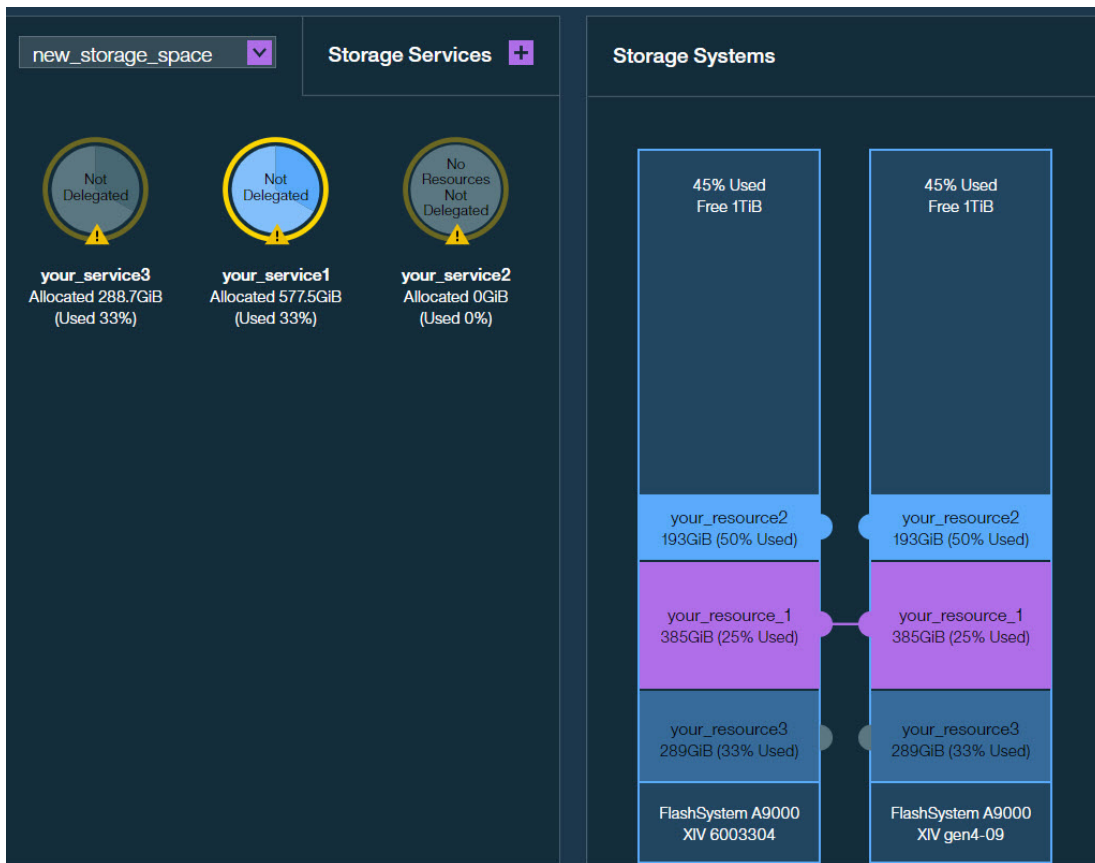 new_storage_space
Storage Services +
Storage Systems
Not
Delegated
your_service3
Allocated 288.7GiB
(Used 33%)
Not
Delegated
your_service1
Allocated 577.5GiB
(Used 33%)
No
Resources
Not
Delegated
your_service2
Allocated 0GiB
(Used 0%)
45% Used
Free 1TiB
your_resource2
193GiB (50% Used)
your_resource_1
385GiB (25% Used)
your_resource3
289GiB (33% Used)
FlashSystem A9000
XIV 6003304
45% Used
Free 1TiB
your_resource2
193GiB (50% Used)
your_resource_1
385GiB (25% Used)
your_resource3
289GiB (33% Used)
FlashSystem A9000
XIV gen4-09